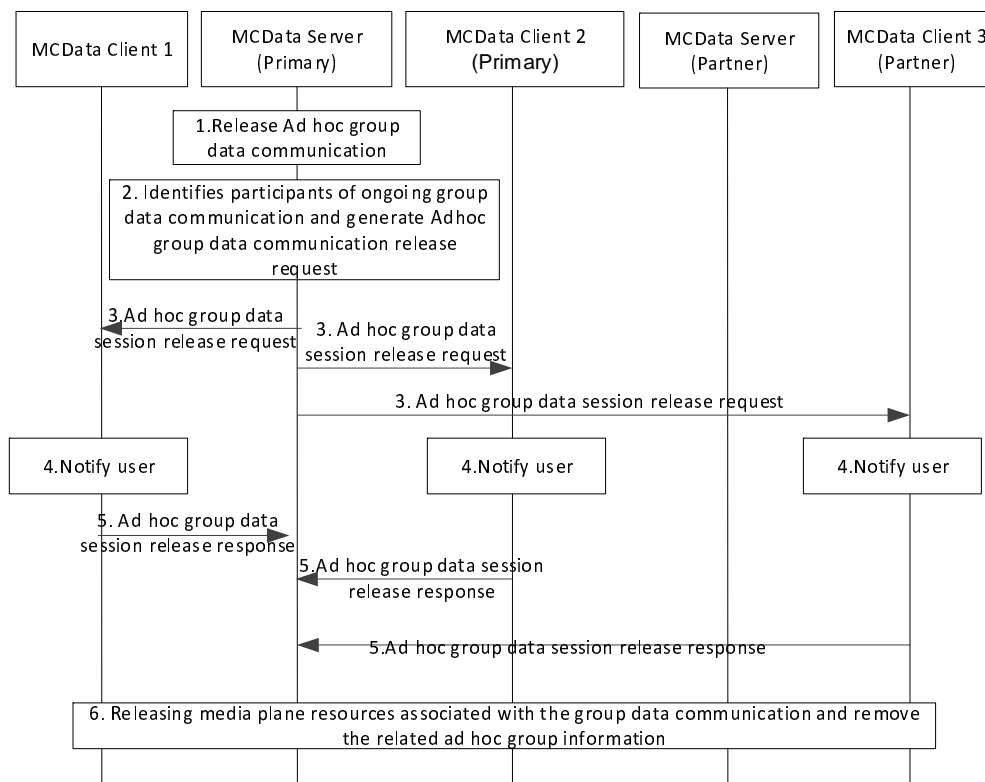 MCData Client 1
MCData Server
(Primary)
MCData Client 2
(Primary)
MCData Server
(Partner)
MCData Client 3
(Partner)
1.Release Ad hoc group
data communication
2. Identifies participants of ongoing group
data communication and generate Adhoc
group data communication release
request
3.Ad hoc group data
session release request
3. Ad hoc group data
session release request
3. Ad hoc group data session release request
4.Notify user
4.Notify user
4.Notify user
5. Ad hoc group data
session release response
5.Ad hoc group data session
release response
5.Ad hoc group data session release response
6. Releasing media plane resources associated with the group data communication and remove
the related ad hoc group information